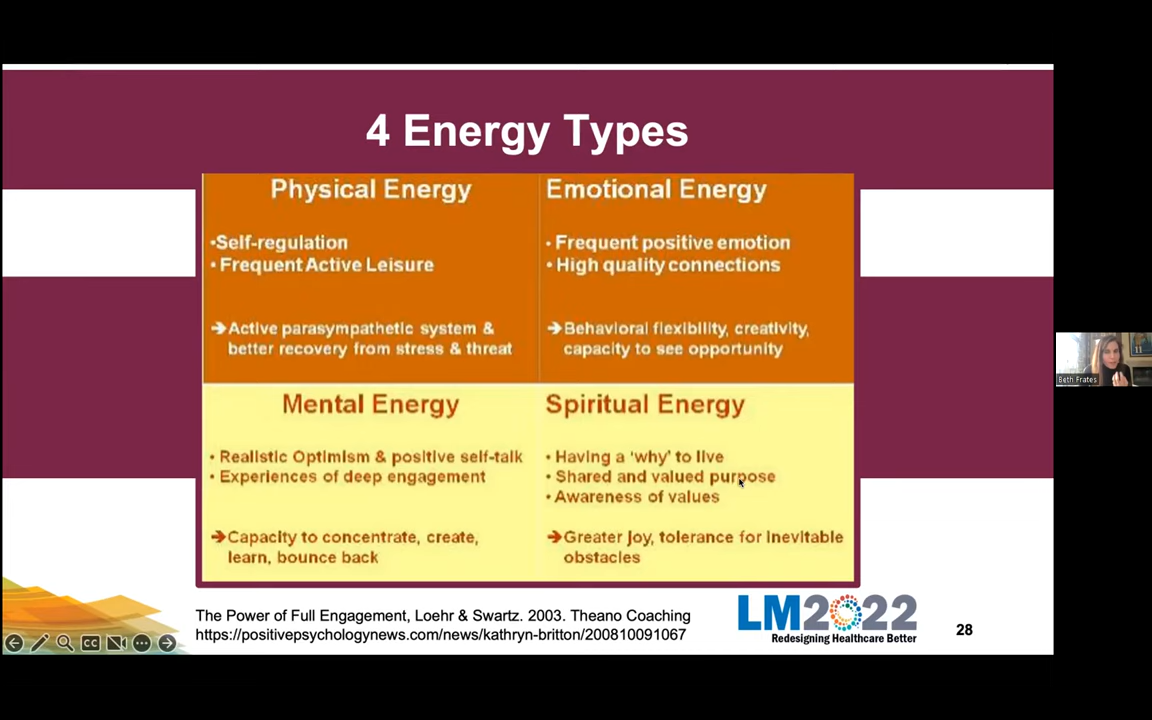 4 Energy Types
Physical Energy
•Self-regulation
• Frequent Active Leisure
➔Active parasympathetic system &
better recovery from stress & threat
Emotional Energy
• Frequent positive emotion
• High quality connections
➔Behavioral flexibility, creativity,
capacity to see opportunity
Mental Energy
• Realistic Optimism & positive self-talk
• Experiences of deep engagement
➔Capacity to concentrate, create,
learn, bounce back
Spiritual Energy
• Having a ‘why’ to live
• Shared and valued purpose
• Awareness of values
➔Greater joy, tolerance for inevitable
obstacles
The Power of Full Engagement, Loehr & Swartz. 2003. Theano Coaching
https://positivepsychologynews.com/news/kathryn-britton/200810091067
LM2022
Redesigning Healthcare Better
28
CC
Beth Frates
11